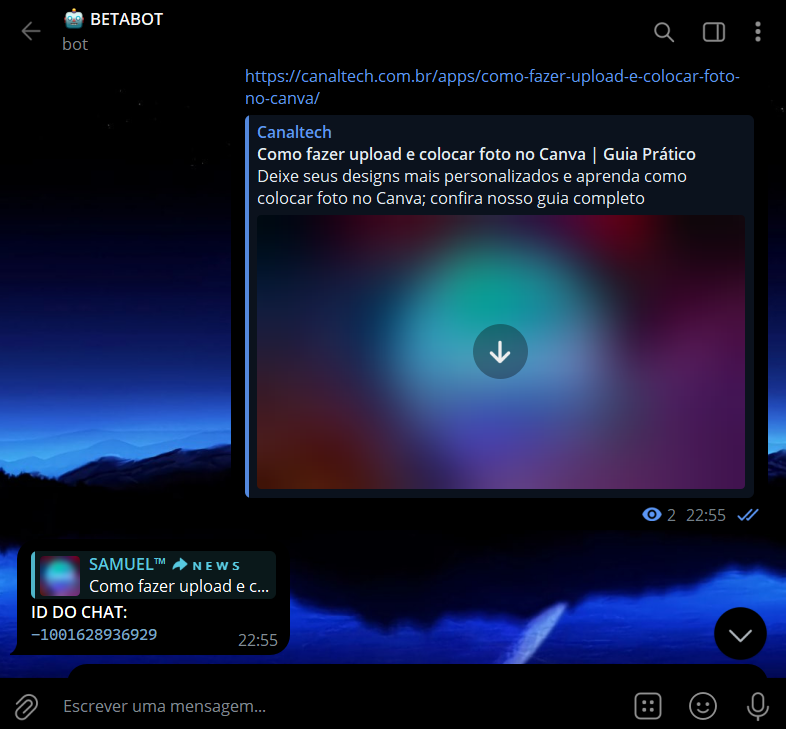 🤖 BETABOT
bot
https://canaltech.com.br/apps/como-fazer-upload-e-colocar-foto-
no-canva/
Canaltech
Como fazer upload e colocar foto no Canva | Guia Prático
Deixe seus designs mais personalizados e aprenda como
colocar foto no Canva; confira nosso guia completo
2 22:55
SAMUEL™ NEWS
Como fazer upload e c...
ID DO CHAT:
-1001628936929
22:55
Escrever uma mensagem...